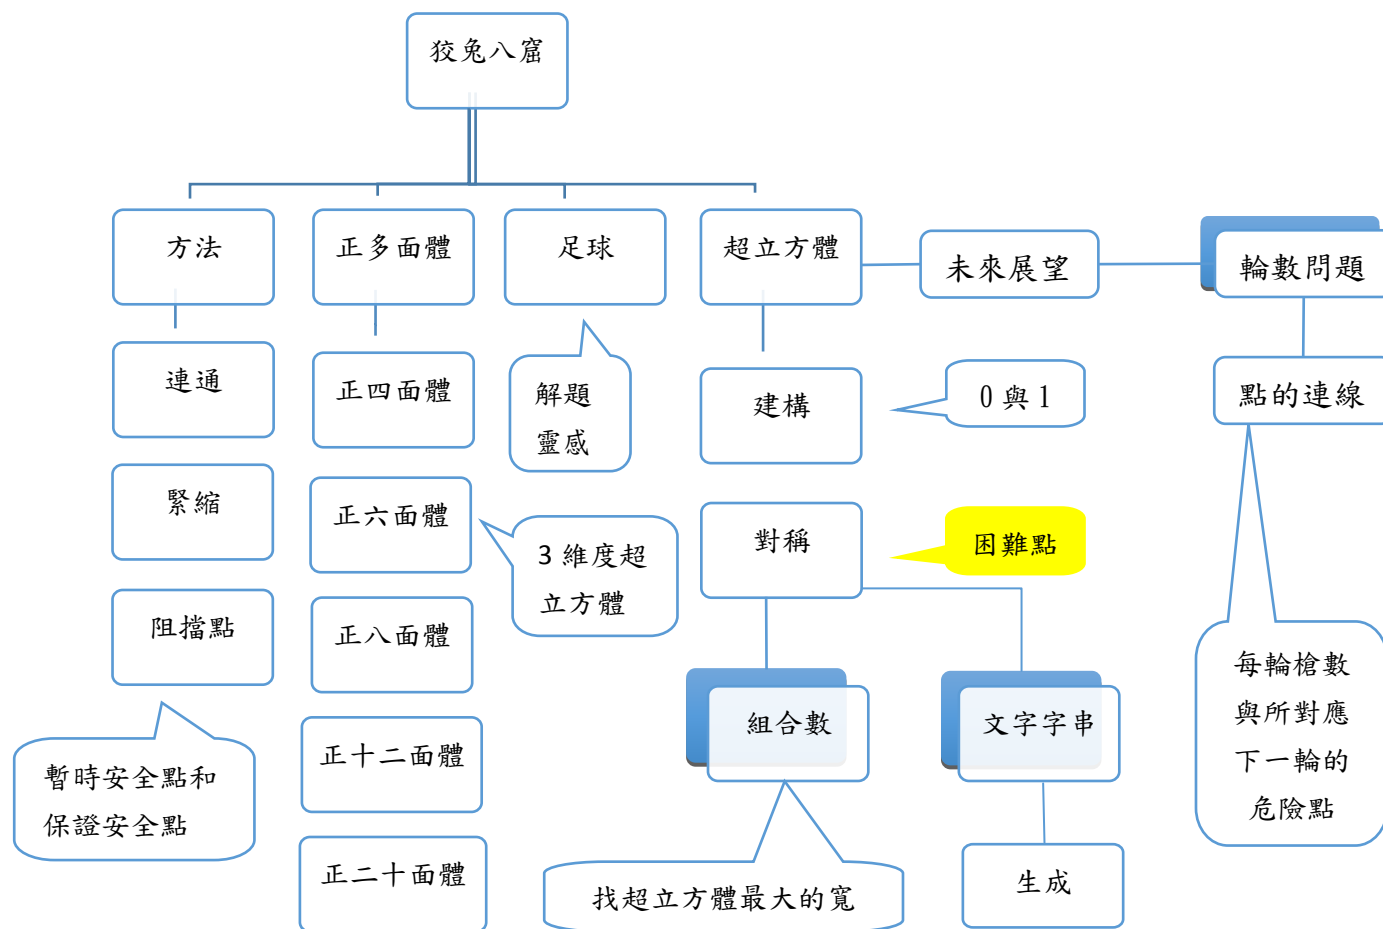 狡兔八窟
方法
正多面體
足球
超立方體
未來展望
輪數問題
連通
正四面體
解題
靈感
建構
0 與 1
點的連線
緊縮
正六面體
3 維度超
立方體
對稱
困難點
阻擋點
正八面體
組合數
文字字串
每輪槍數
與所對應
下一輪的
危險點
暫時安全點和
保證安全點
正十二面體
正二十面體
找超立方體最大的寬
生成